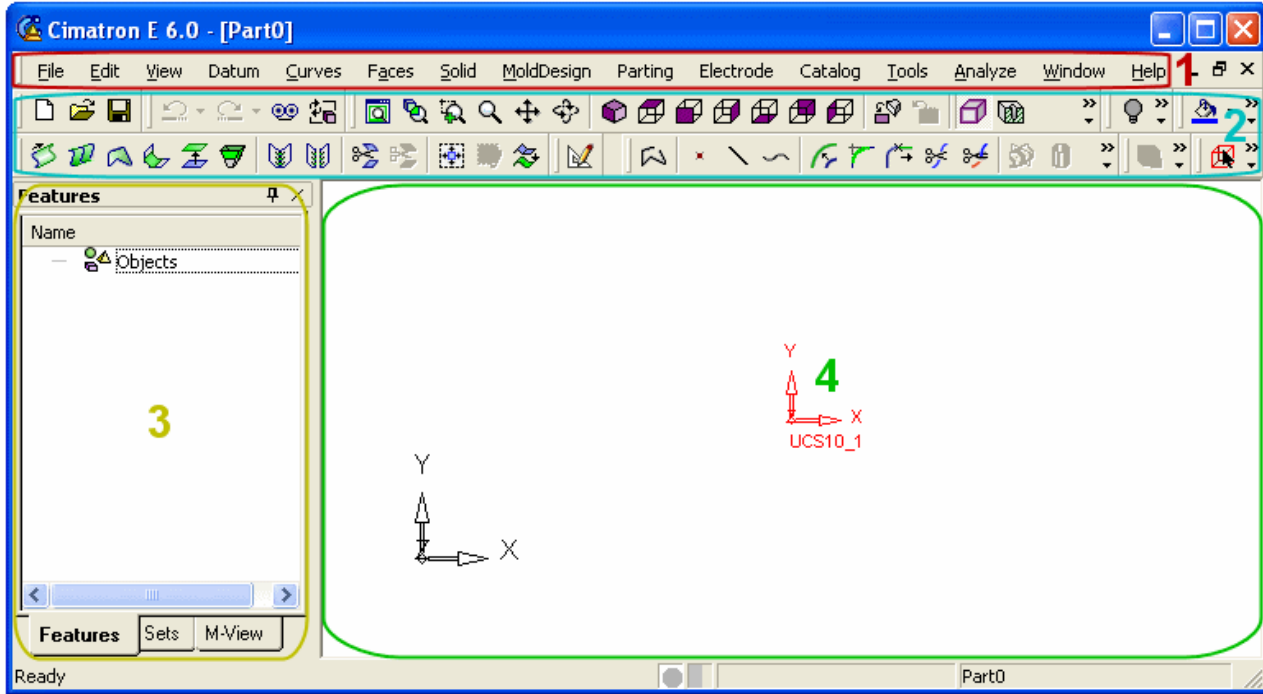 Cimatron E 6.0 - [Part0]
File Edit View Datum Curves Faces Solid MoldDesign Parting Electrode Catalog Tools Analyze Window Help 1
2
Features
Name
Objects
3
Y
4
X
UCS10_1
Y
X
Features Sets M-View
Ready Part0